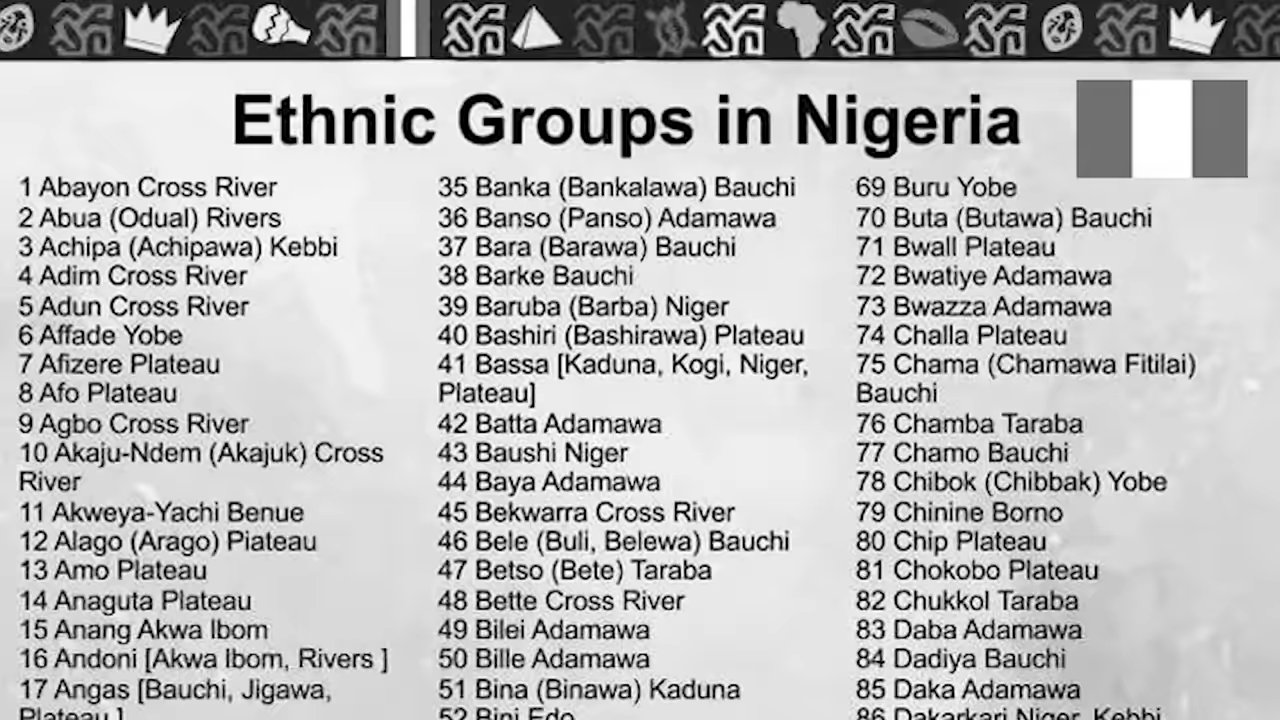 Ethnic Groups in Nigeria
1 Abayon Cross River
2 Abua (Odual) Rivers
3 Achipa (Achipawa) Kebbi
4 Adim Cross River
5 Adun Cross River
6 Affade Yobe
7 Afizere Plateau
8 Afo Plateau
9 Agbo Cross River
10 Akaju-Ndem (Akajuk) Cross
River
11 Akweya-Yachi Benue
12 Alago (Arago) Piateau
13 Amo Plateau
14 Anaguta Plateau
15 Anang Akwa Ibom
16 Andoni [Akwa Ibom, Rivers ]
17 Angas [Bauchi, Jigawa,
Plateau ]
35 Banka (Bankalawa) Bauchi
36 Banso (Panso) Adamawa
37 Bara (Barawa) Bauchi
38 Barke Bauchi
39 Baruba (Barba) Niger
40 Bashiri (Bashirawa) Plateau
41 Bassa [Kaduna, Kogi, Niger,
Plateau]
42 Batta Adamawa
43 Baushi Niger
44 Baya Adamawa
45 Bekwarra Cross River
46 Bele (Buli, Belewa) Bauchi
47 Betso (Bete) Taraba
48 Bette Cross River
49 Bilei Adamawa
50 Bille Adamawa
51 Bina (Binawa) Kaduna
52 Bini Edo
69 Buru Yobe
70 Buta (Butawa) Bauchi
71 Bwall Plateau
72 Bwatiye Adamawa
73 Bwazza Adamawa
74 Challa Plateau
75 Chama (Chamawa Fitilai)
Bauchi
76 Chamba Taraba
77 Chamo Bauchi
78 Chibok (Chibbak) Yobe
79 Chinine Borno
80 Chip Plateau
81 Chokobo Plateau
82 Chukkol Taraba
83 Daba Adamawa
84 Dadiya Bauchi
85 Daka Adamawa
86 Dakarkari Niger, Kebbi